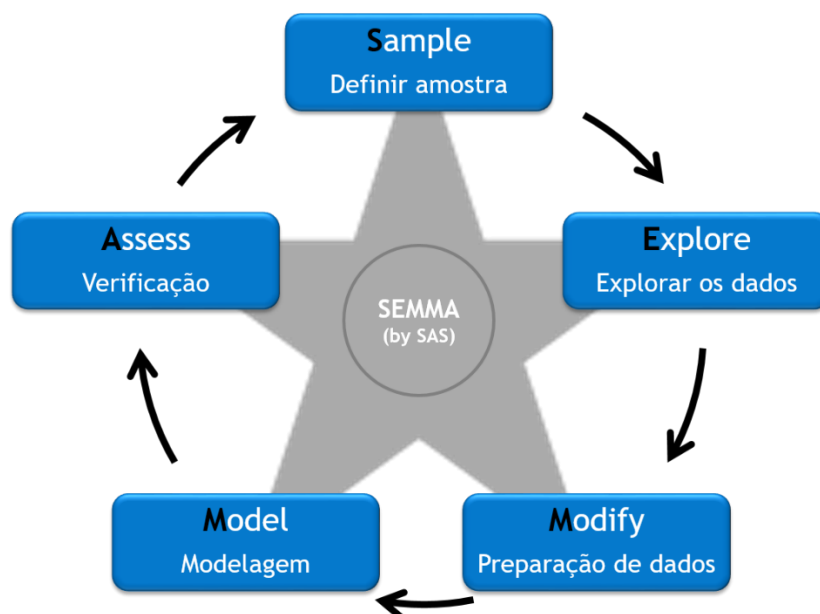 Sample
Definir amostra
Explore
Explorar os dados
Modify
Preparação de dados
Model
Modelagem
Assess
Verificação
SEMMA
(by SAS)